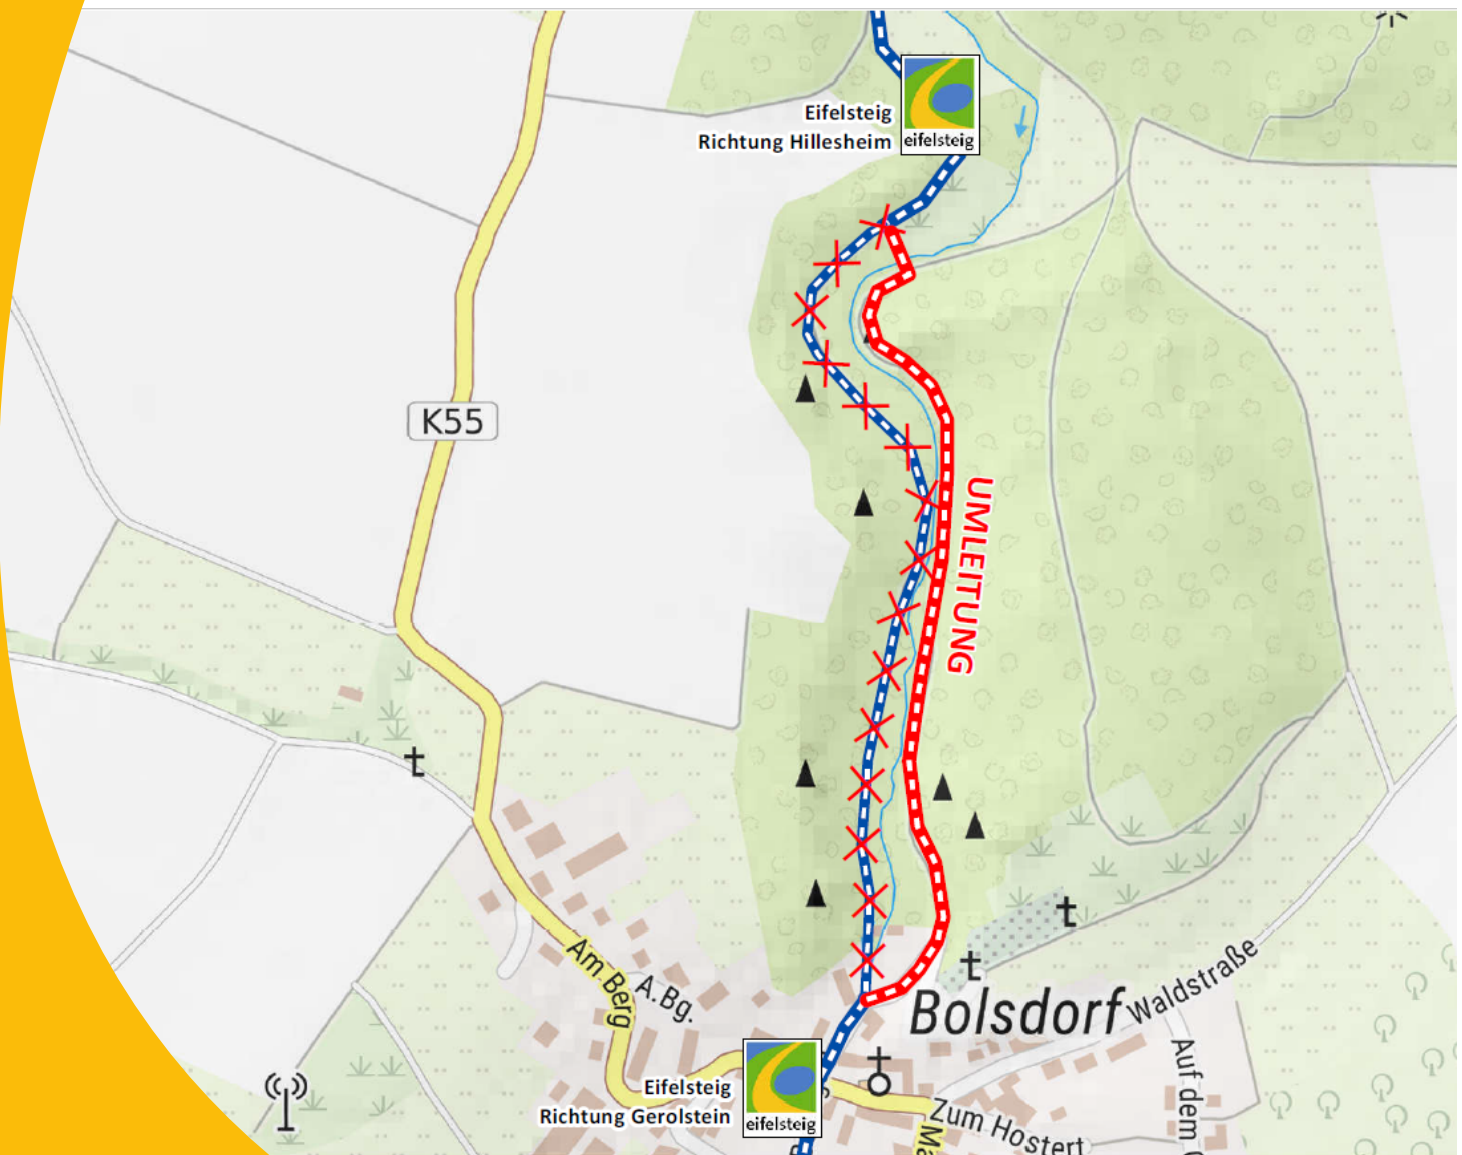 Eifelsteig
Richtung Hillesheim
eifelsteig
K55
UMLEITUNG
Am Berg
A.Bg.
Bolsdorf
Waldstraße
Auf dem
Eifelsteig
Richtung Gerolstein
eifelsteig
Zum Hostert